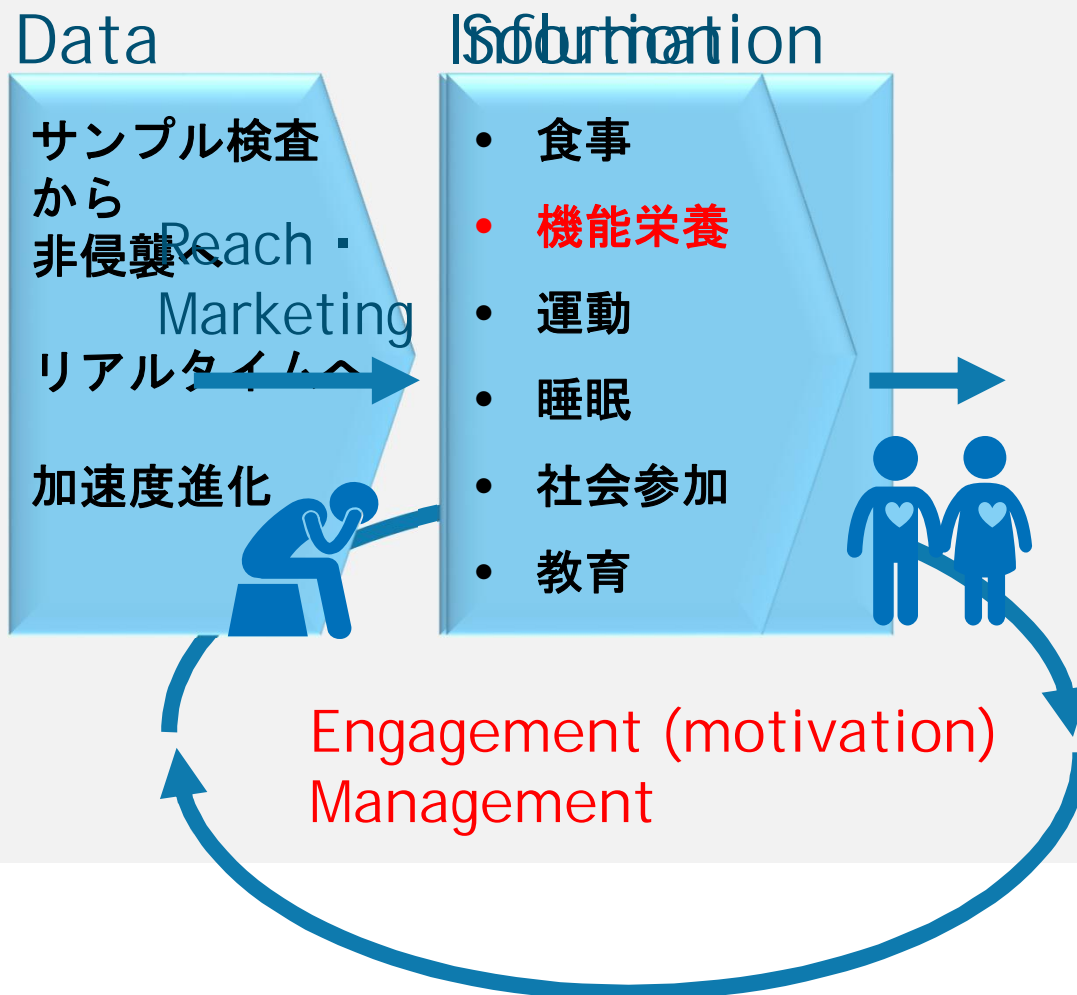 Data
Information
Solution
サンプル検査
から
非侵襲へ
リアルタイムへ
加速度進化
Reach・
Marketing
• 食事
• 機能栄養
• 運動
• 睡眠
• 社会参加
• 教育
Engagement (motivation)
Management